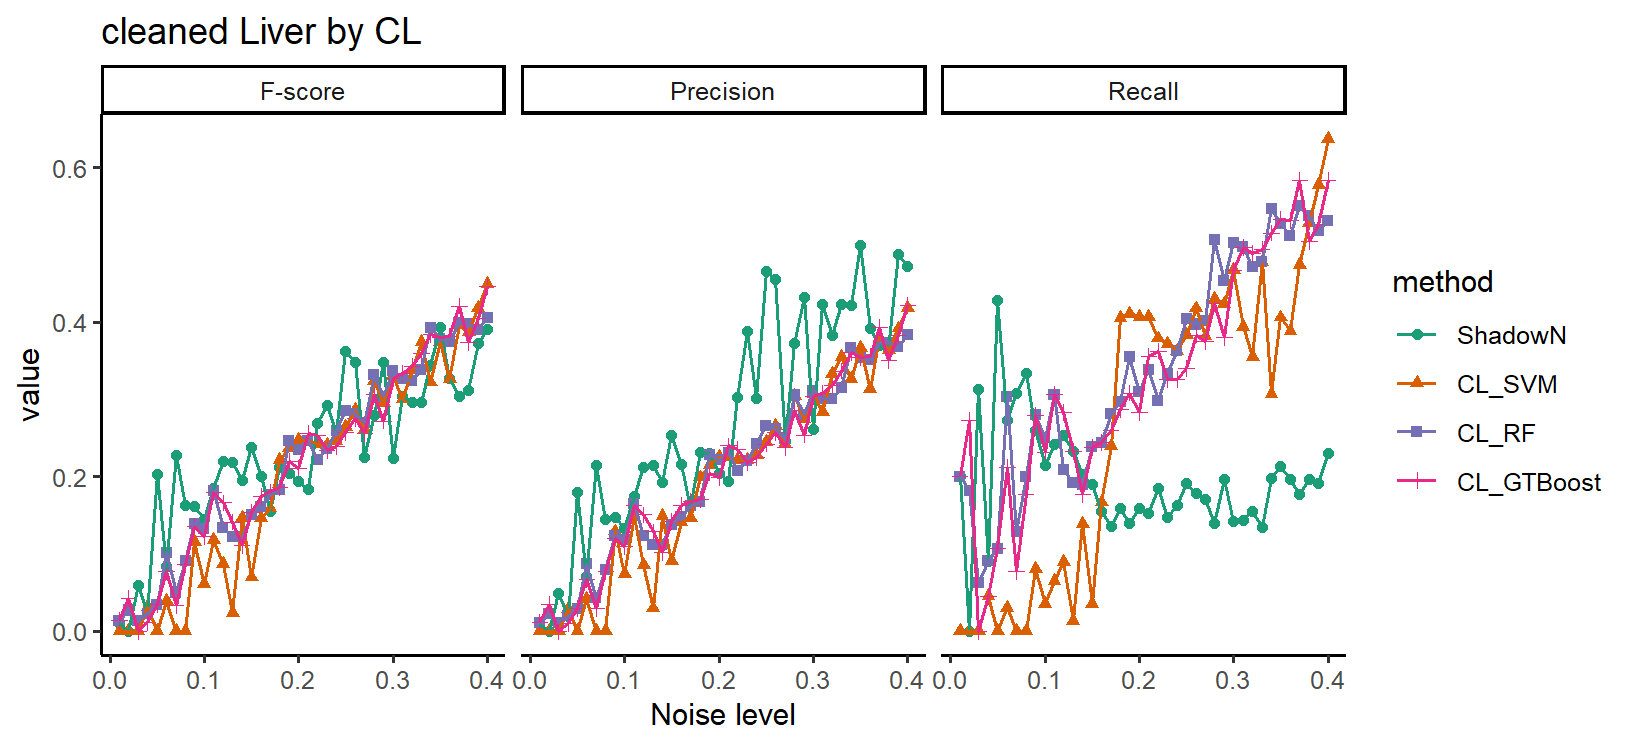 cleaned Liver by CL
F-score Precision Recall
0.6
0.4
0.2
0.0
value
0.0 0.1 0.2 0.3 0.4 0.0 0.1 0.2 0.3 0.4 0.0 0.1 0.2 0.3 0.4
Noise level
method
ShadowN
CL_SVM
CL_RF
CL_GTBoost